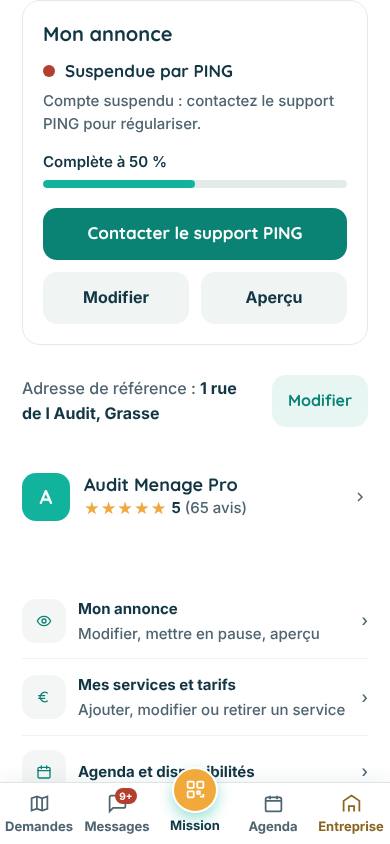 Mon annonce
Suspendue par PING
Compte suspendu : contactez le support
PING pour régulariser.
Complète à 50 %
Contacter le support PING
Modifier
Aperçu
Adresse de référence : 1 rue
de l Audit, Grasse
Modifier
A
Audit Menage Pro
★★★★★ 5 (65 avis)
Mon annonce
Modifier, mettre en pause, aperçu
Mes services et tarifs
Ajouter, modifier ou retirer un service
€
Agenda et disponibilités
9+
Demandes
Messages
Mission
Agenda
Entreprise